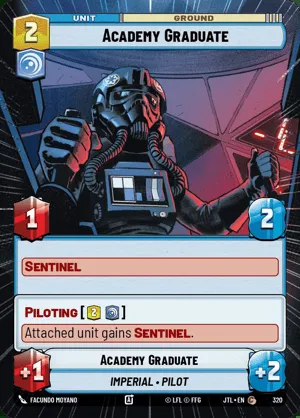 UNIT
GROUND
2
ACADEMY GRADUATE
1
2
SENTINEL
PILOTING [2]
Attached unit gains SENTINEL.
+1
ACADEMY GRADUATE
IMPERIAL • PILOT
+2
FACUNDO MOYANO
© LFL © FFG
JTL • EN
320